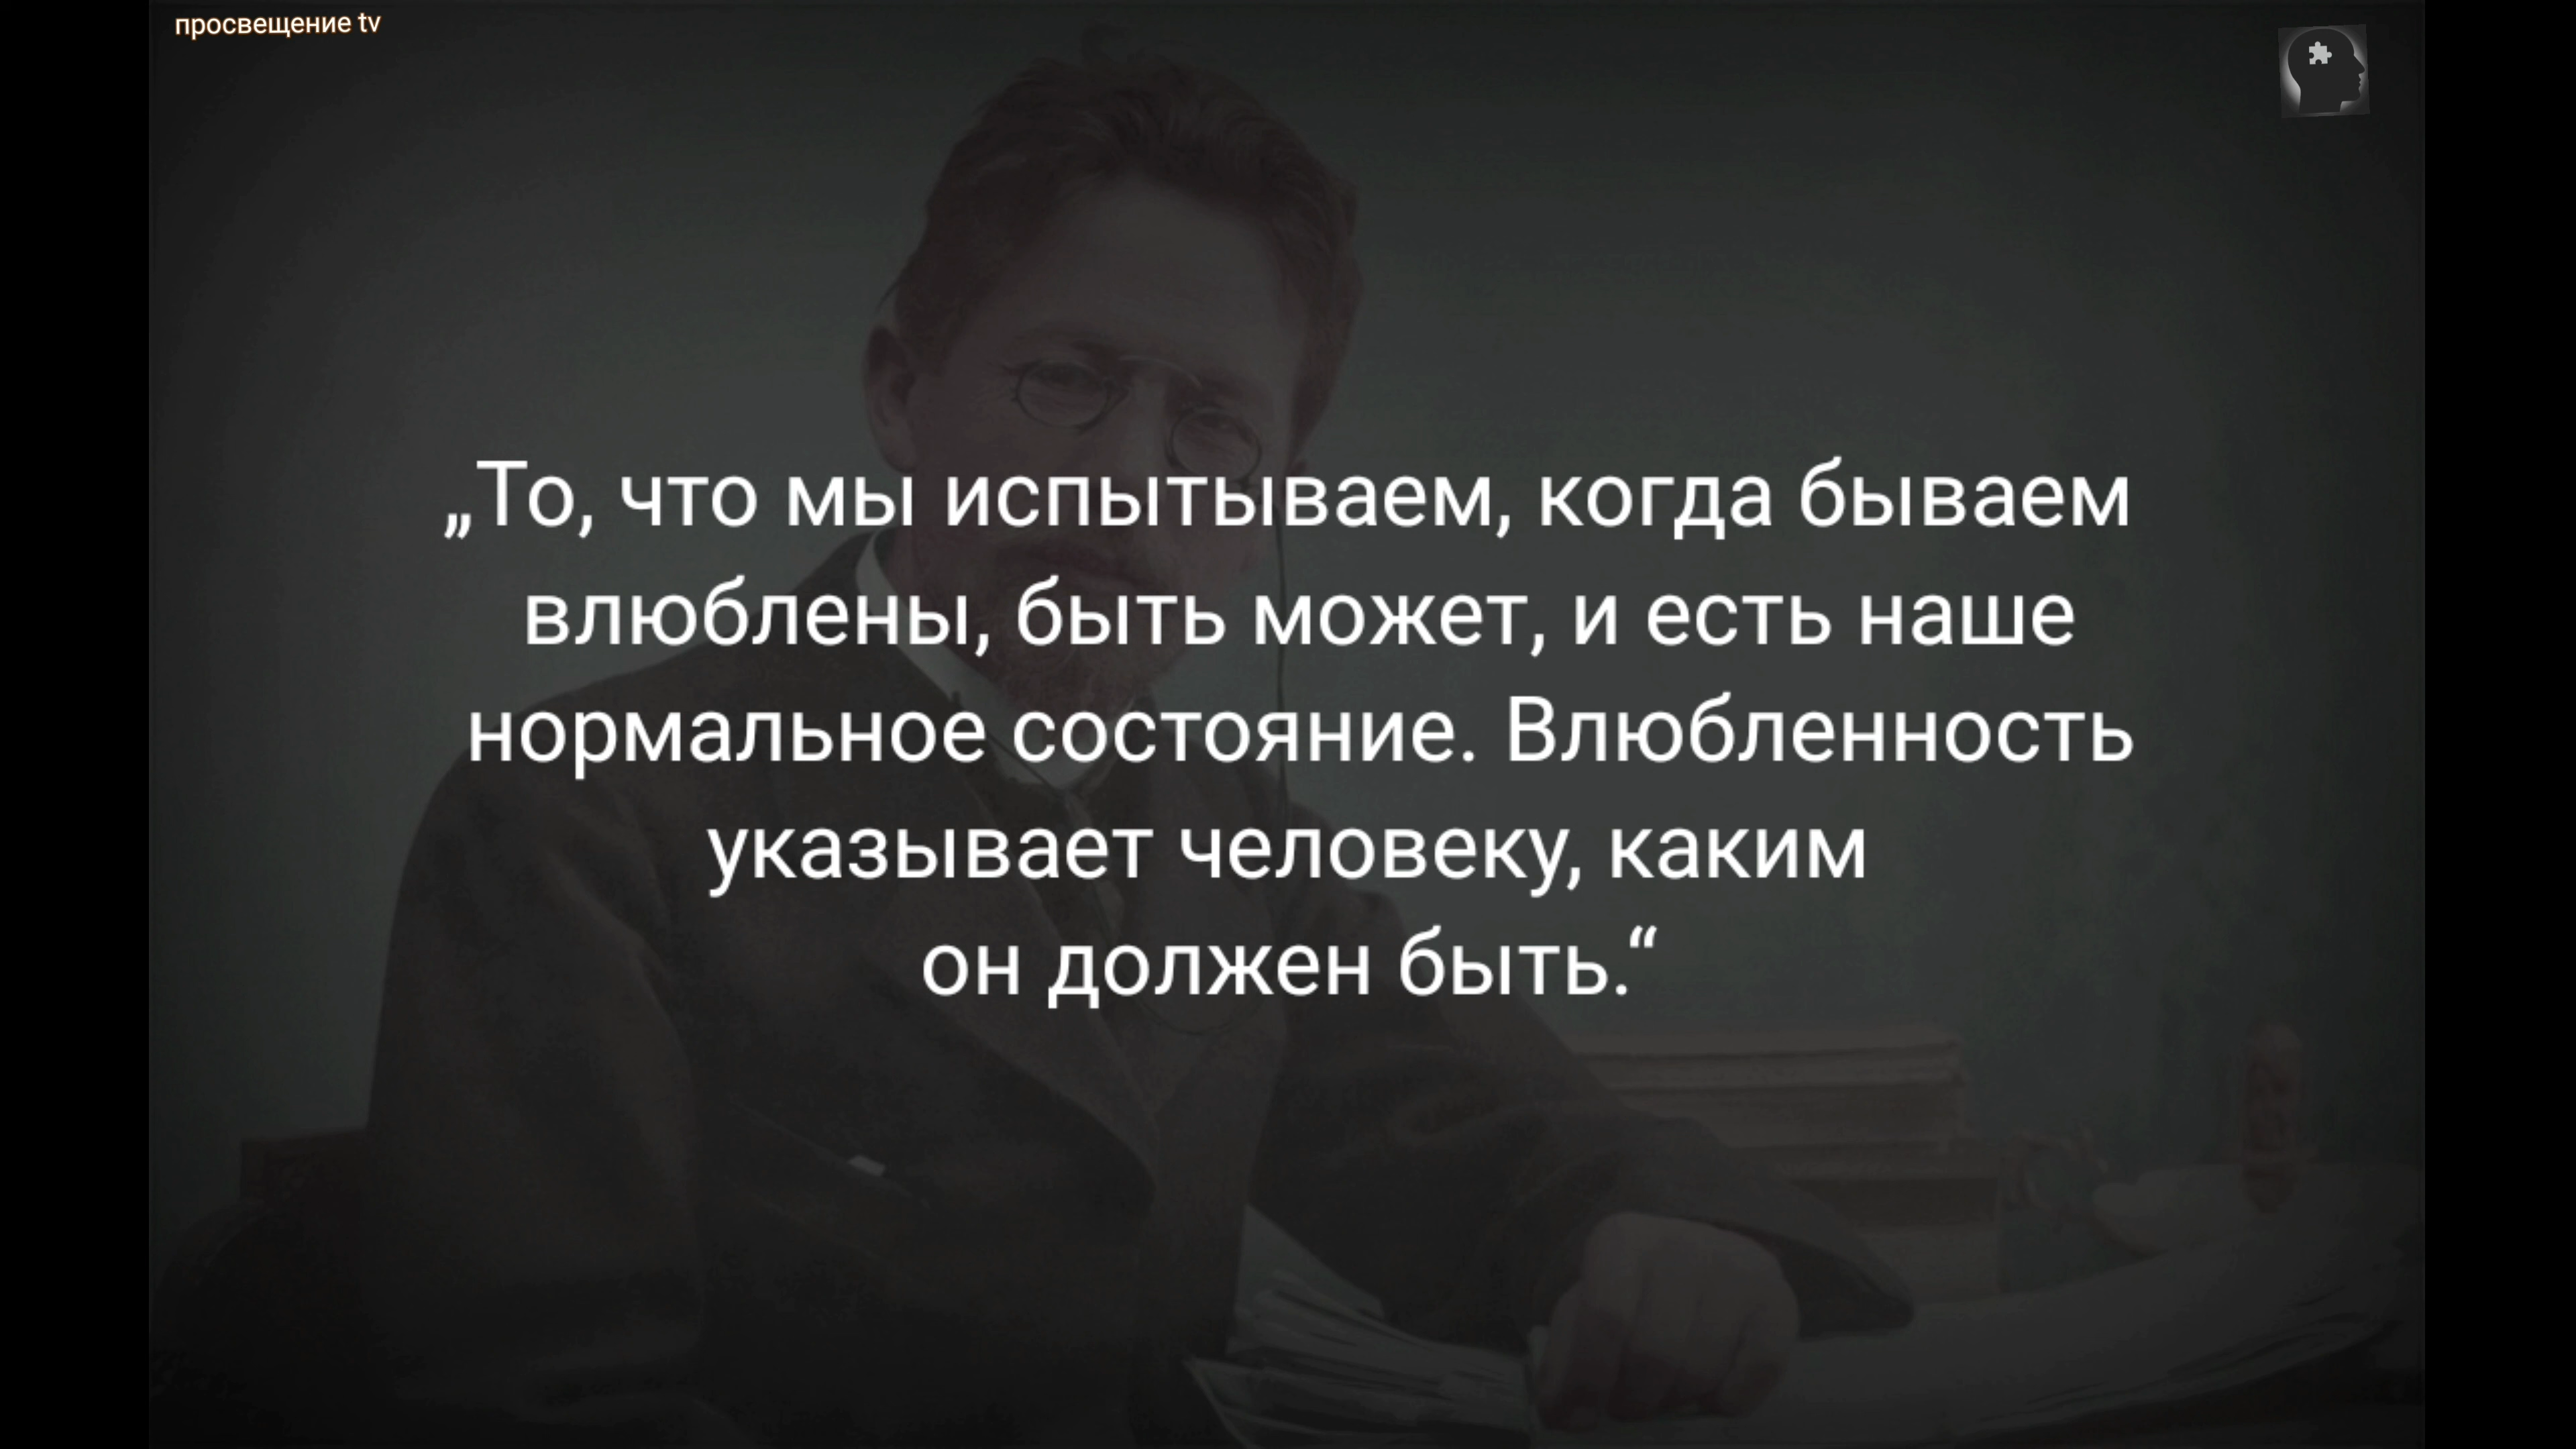 просвещение tv
„То, что мы испытываем, когда бываем
влюблены, быть может, и есть наше
нормальное состояние. Влюбленность
указывает человеку, каким
он должен быть.“